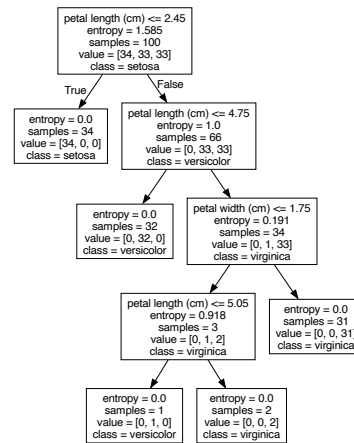 petal length (cm) <= 2.45
entropy = 1.585
samples = 100
value = [34, 33, 33]
class = setosa
True
False
entropy = 0.0
samples = 34
value = [34, 0, 0]
class = setosa
petal length (cm) <= 4.75
entropy = 1.0
samples = 66
value = [0, 33, 33]
class = versicolor
entropy = 0.0
samples = 32
value = [0, 32, 0]
class = versicolor
petal width (cm) <= 1.75
entropy = 0.191
samples = 34
value = [0, 1, 33]
class = virginica
petal length (cm) <= 5.05
entropy = 0.918
samples = 3
value = [0, 1, 2]
class = virginica
entropy = 0.0
samples = 31
value = [0, 0, 31]
class = virginica
entropy = 0.0
samples = 1
value = [0, 1, 0]
class = versicolor
entropy = 0.0
samples = 2
value = [0, 0, 2]
class = virginica